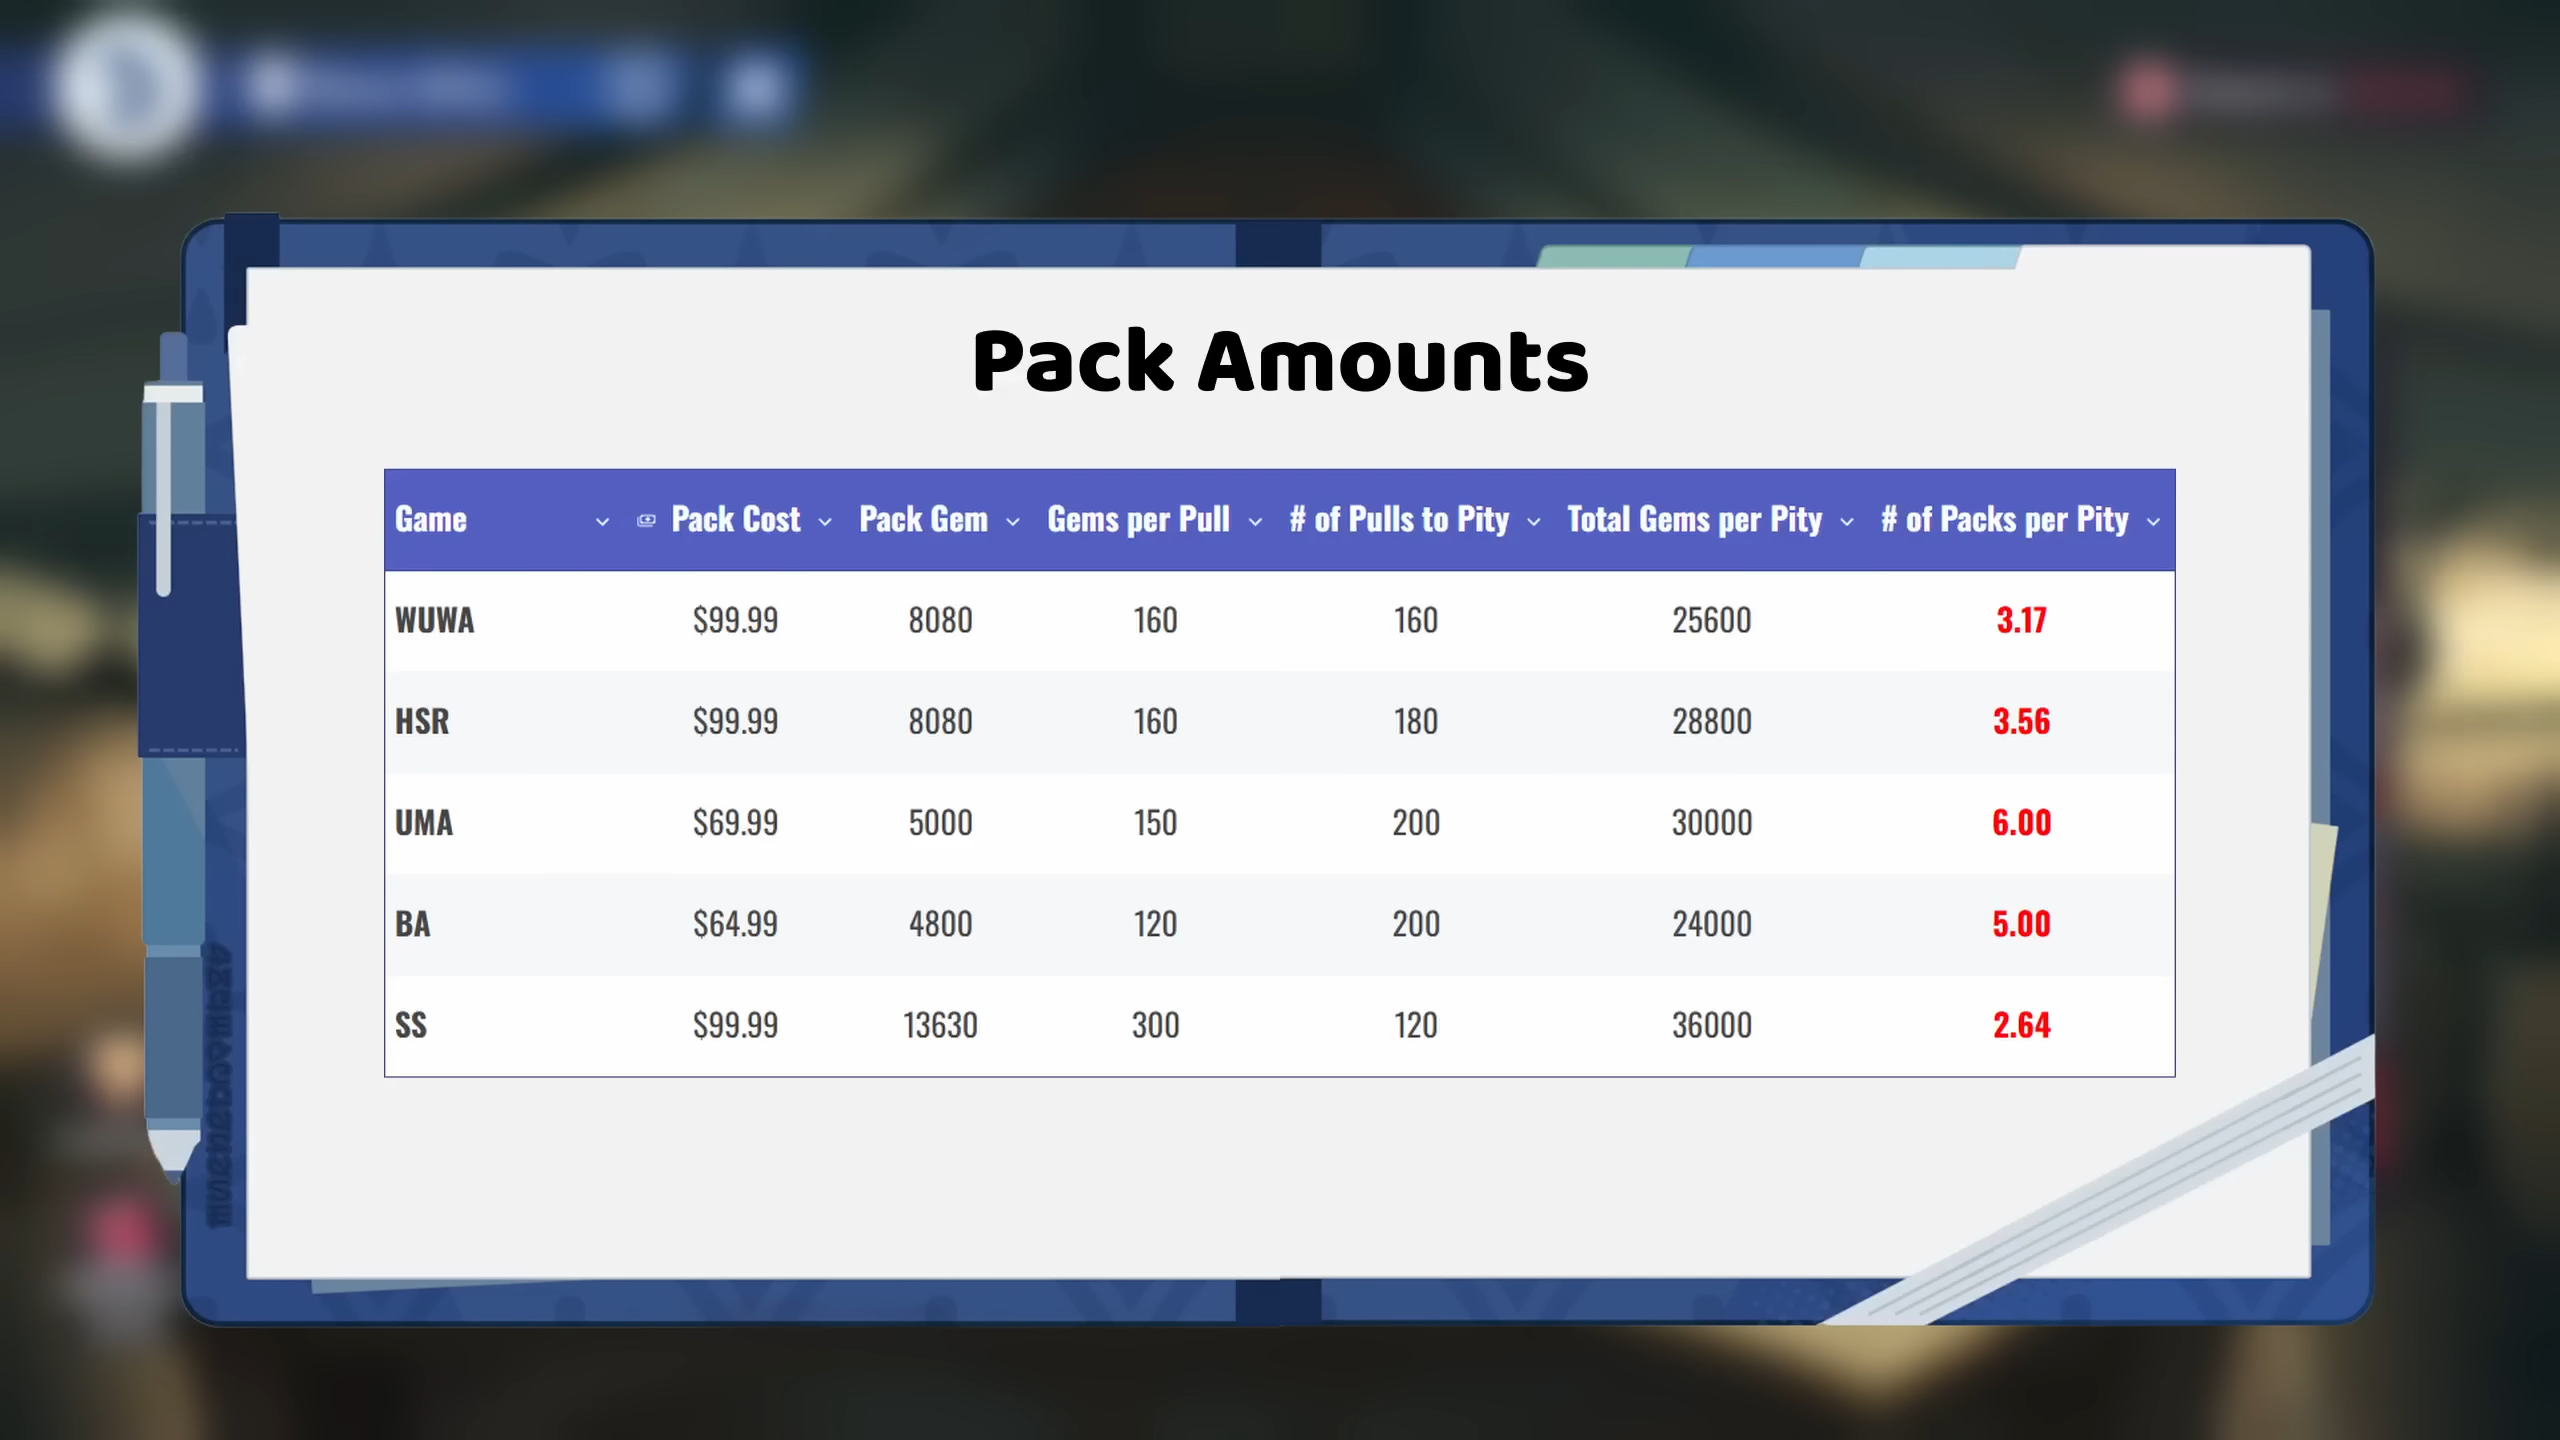 Pack Amounts
Game Pack Cost Pack Gem Gems per Pull # of Pulls to Pity Total Gems per Pity # of Packs per Pity
WUWA $99.99 8080 160 160 25600 3.17
HSR $99.99 8080 160 180 28800 3.56
UMA $69.99 5000 150 200 30000 6.00
BA $64.99 4800 120 200 24000 5.00
SS $99.99 13630 300 120 36000 2.64